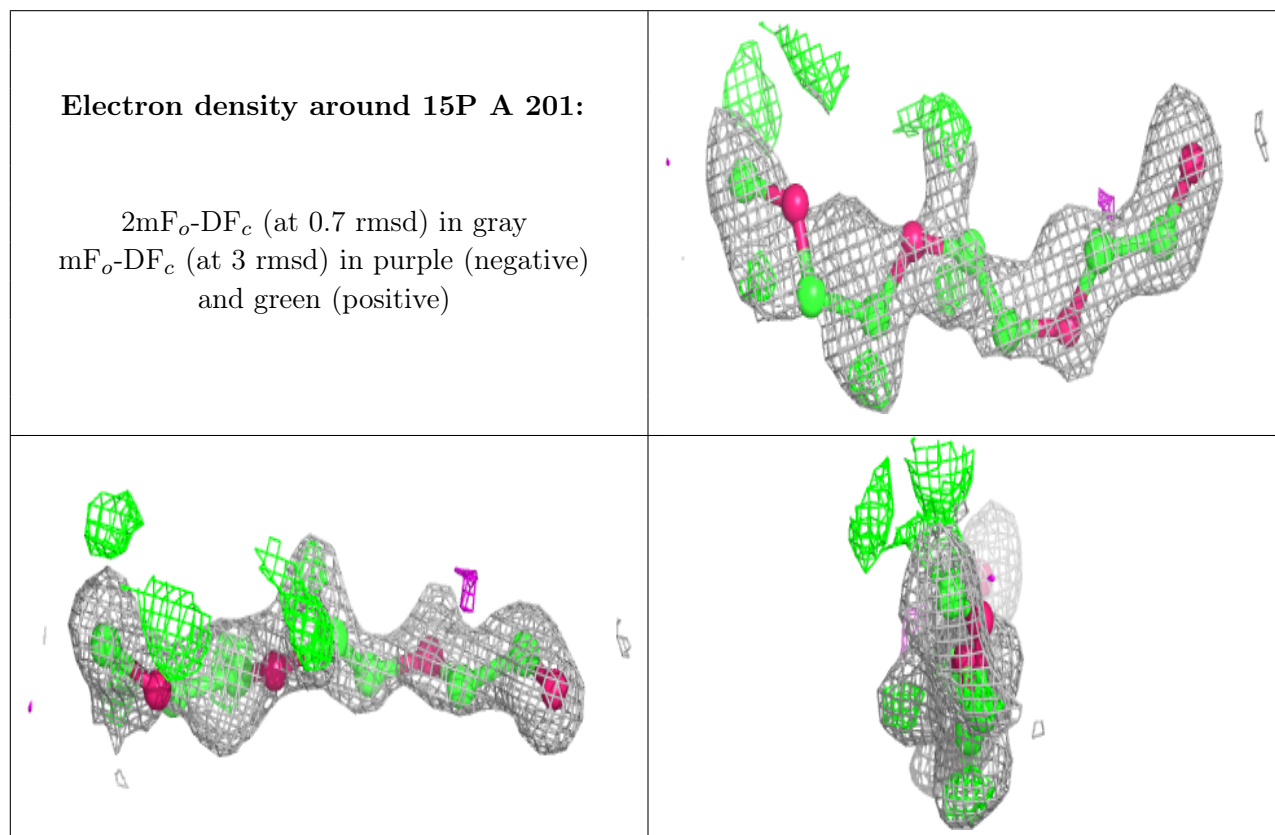 Electron density around 15P A 201:
2mFo-DFc (at 0.7 rmsd) in gray
mFo-DFc (at 3 rmsd) in purple (negative)
and green (positive)